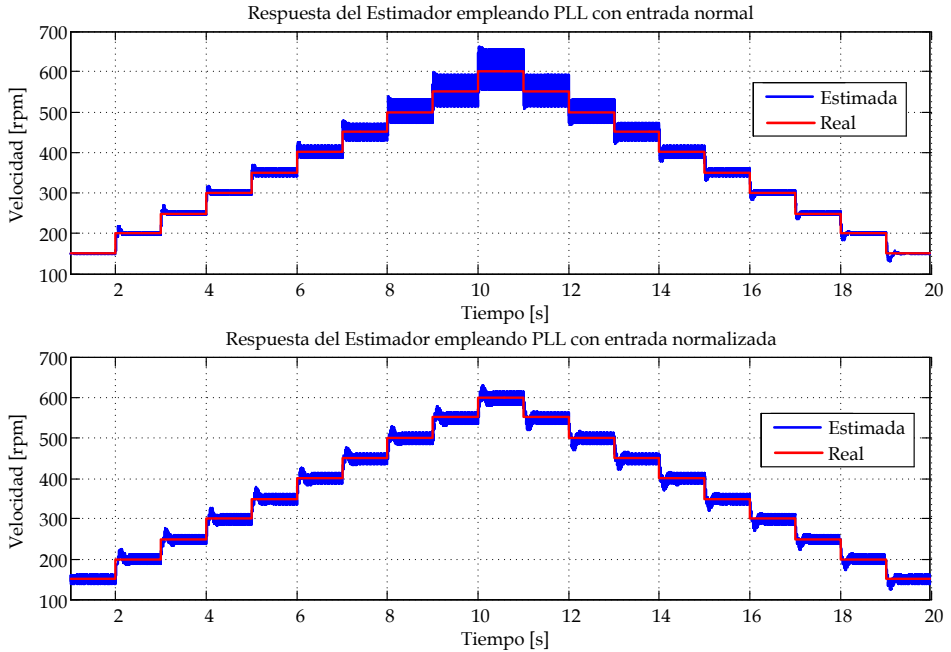 Respuesta del Estimador empleando PLL con entrada normal
700
600
500
400
300
200
100
Velocidad [rpm]
Estimada
Real
2 4 6 8 10 12 14 16 18 20
Tiempo [s]
Respuesta del Estimador empleando PLL con entrada normalizada
700
600
500
400
300
200
100
Velocidad [rpm]
Estimada
Real
2 4 6 8 10 12 14 16 18 20
Tiempo [s]